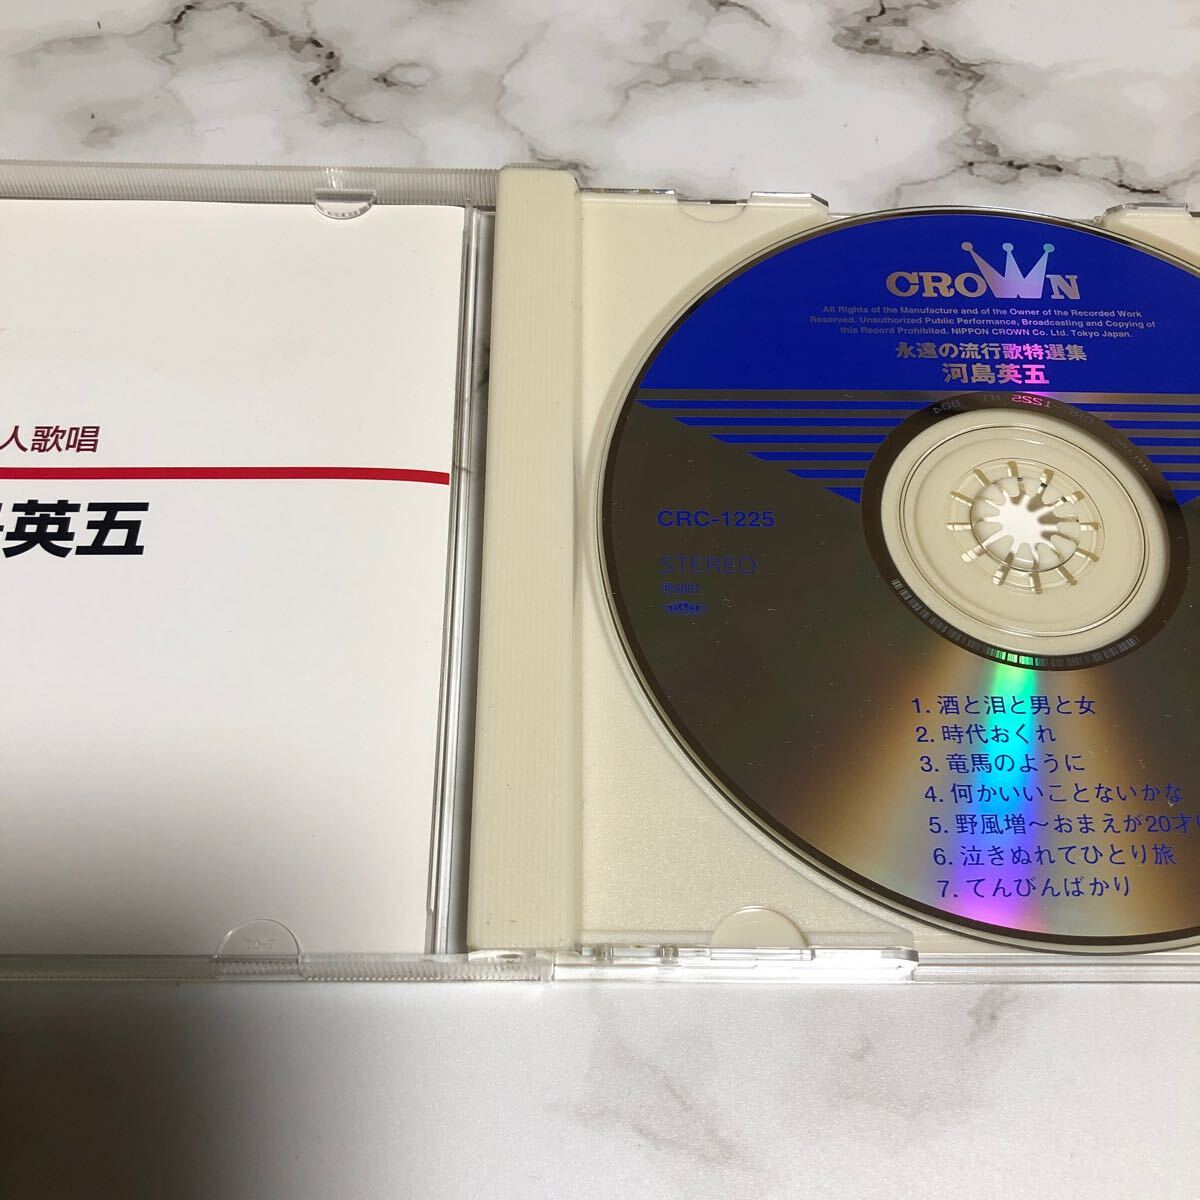 人歌唱
英五
TO-7
CROWN
All Rights of the Manufacture and of the Owner of the Recorded Work
Reserved. Unauthorized Public Performance, Broadcasting and Copying of
this Record Prohibited. NIPPON CROWN Co. Ltd. Tokyo Japan.
永遠の流行歌特選集
河島英五
CRC-1225
STEREO
Ⓟ2001
1. 酒と泪と男と女
2. 時代おくれ
3. 竜馬のように
4. 何かいいことないかな
5. 野風増〜おまえが20才
6. 泣きぬれてひとり旅
7. てんびんばかり